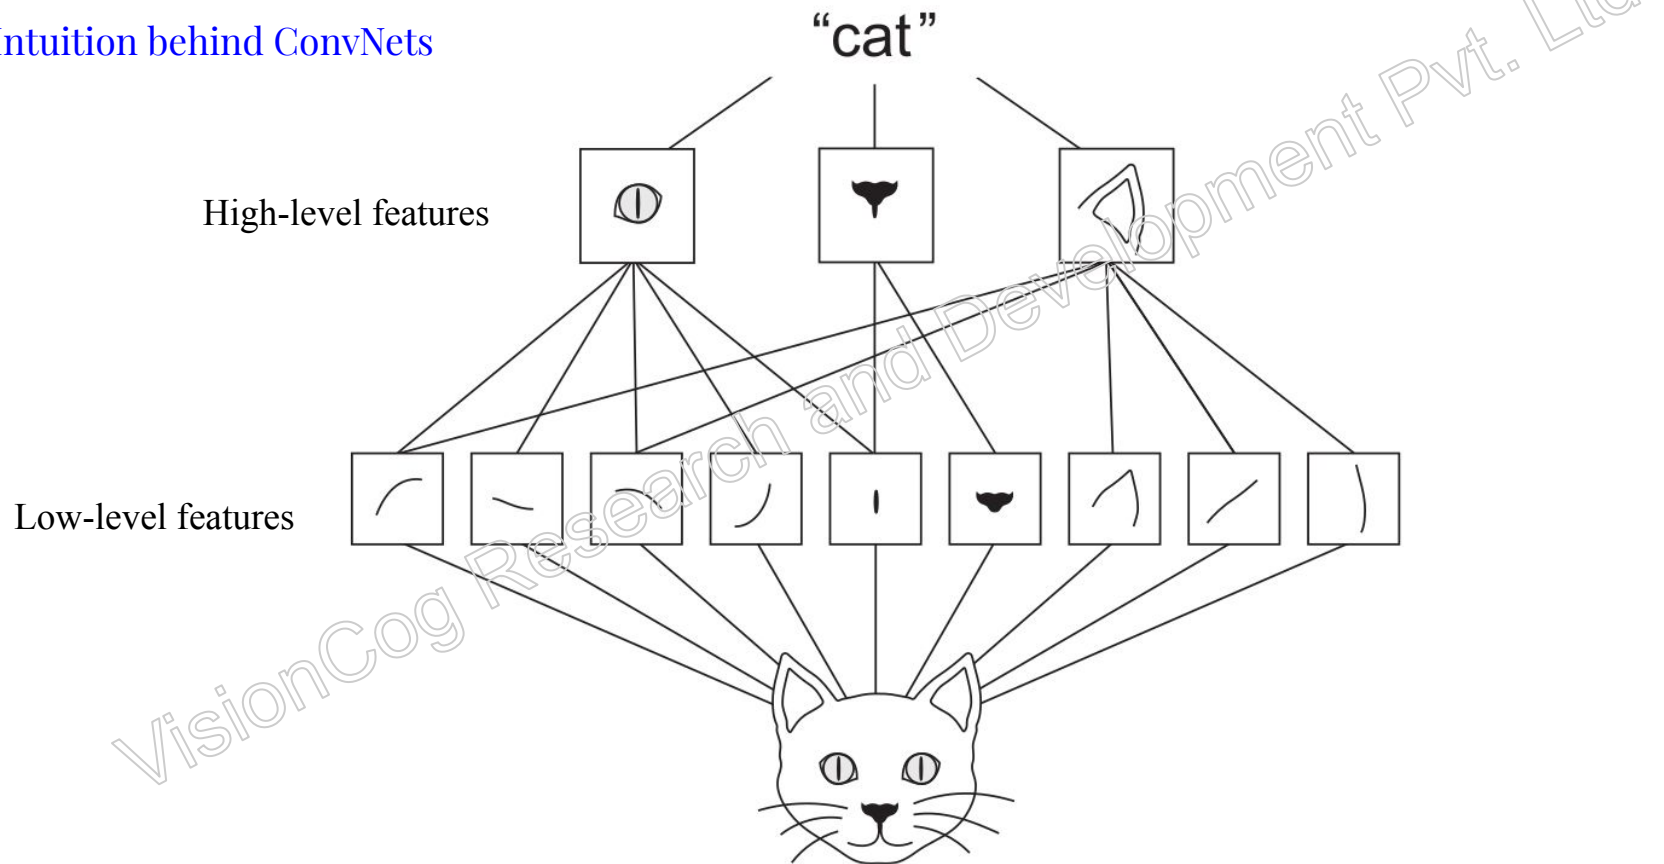 Intuition behind ConvNets
“cat”
High-level features
Low-level features
VisionCog Research and Development Pvt. Ltd